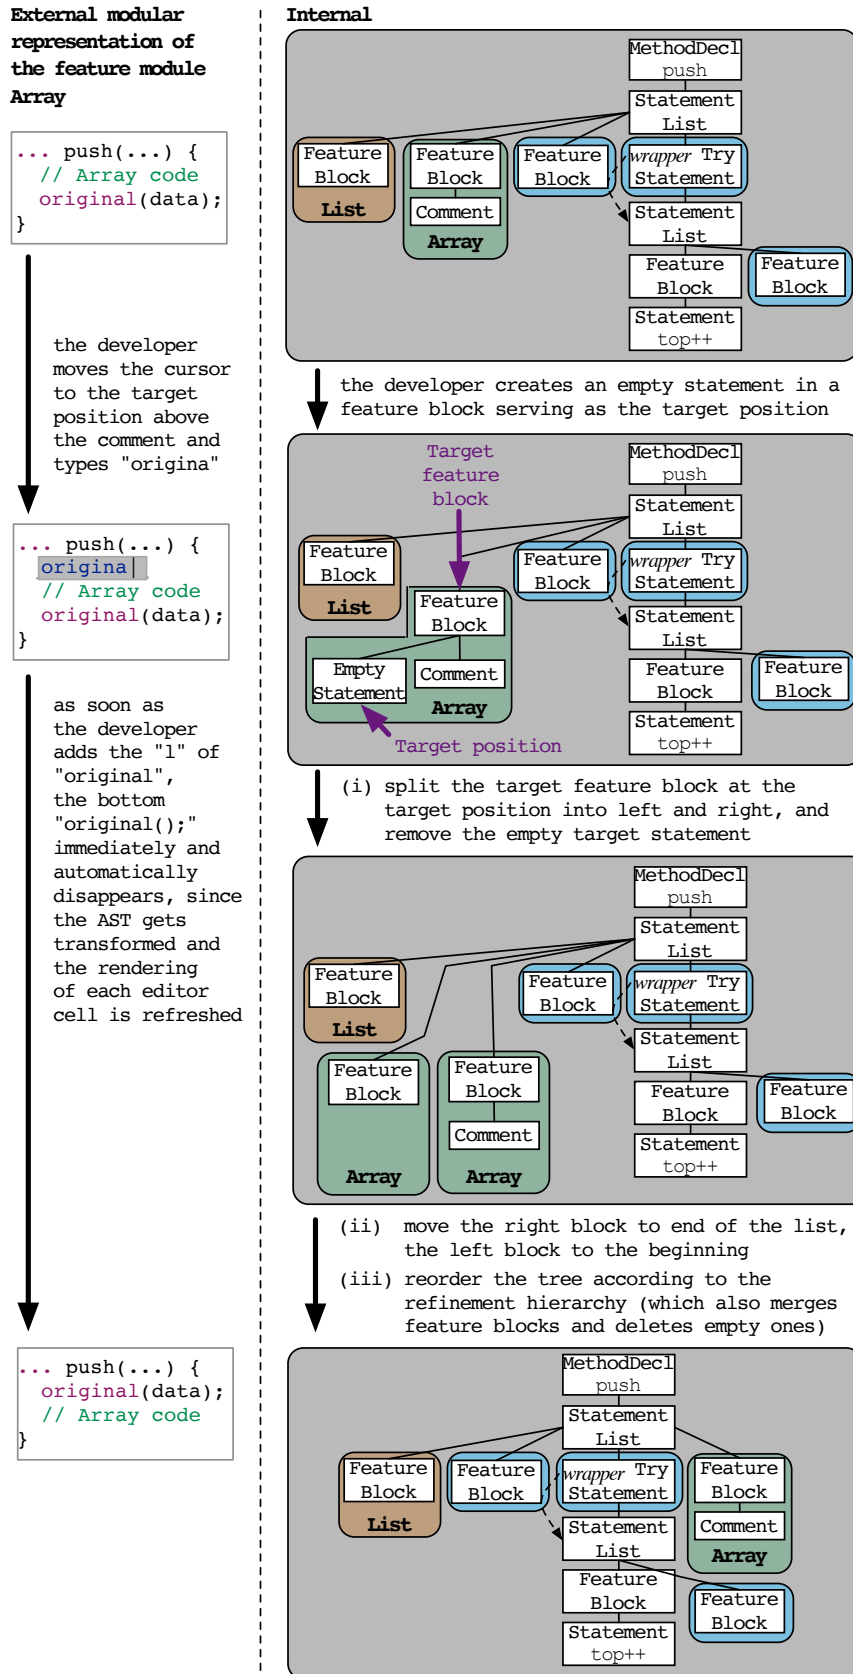 External modular
representation of
the feature module
Array
... push(...) {
// Array code
original(data);
}
the developer
moves the cursor
to the target
position above
the comment and
types "origina"
... push(...) {
origina|
// Array code
original(data);
}
as soon as
the developer
adds the "l" of
"original",
the bottom
"original();"
immediately and
automatically
disappears, since
the AST gets
transformed and
the rendering
of each editor
cell is refreshed
... push(...) {
original(data);
// Array code
}
Internal
MethodDecl
push
Statement
List
Feature
Block
List
Feature
Block
Comment
Array
Feature
Block
wrapper Try
Statement
Statement
List
Feature
Block
Feature
Block
Statement
top++
the developer creates an empty statement in a
feature block serving as the target position
Target
feature
block
MethodDecl
push
Statement
List
Feature
Block
List
Feature
Block
wrapper Try
Statement
Feature
Block
Statement
List
Empty
Statement
Comment
Array
Feature
Block
Feature
Block
Target position
Statement
top++
(i) split the target feature block at the
target position into left and right, and
remove the empty target statement
MethodDecl
push
Statement
List
Feature
Block
List
Feature
Block
wrapper Try
Statement
Statement
List
Feature
Block
Array
Feature
Block
Comment
Array
Feature
Block
Feature
Block
Statement
top++
(ii) move the right block to end of the list,
the left block to the beginning
(iii) reorder the tree according to the
refinement hierarchy (which also merges
feature blocks and deletes empty ones)
MethodDecl
push
Statement
List
Feature
Block
List
Feature
Block
wrapper Try
Statement
Feature
Block
Comment
Array
Statement
List
Feature
Block
Feature
Block
Statement
top++